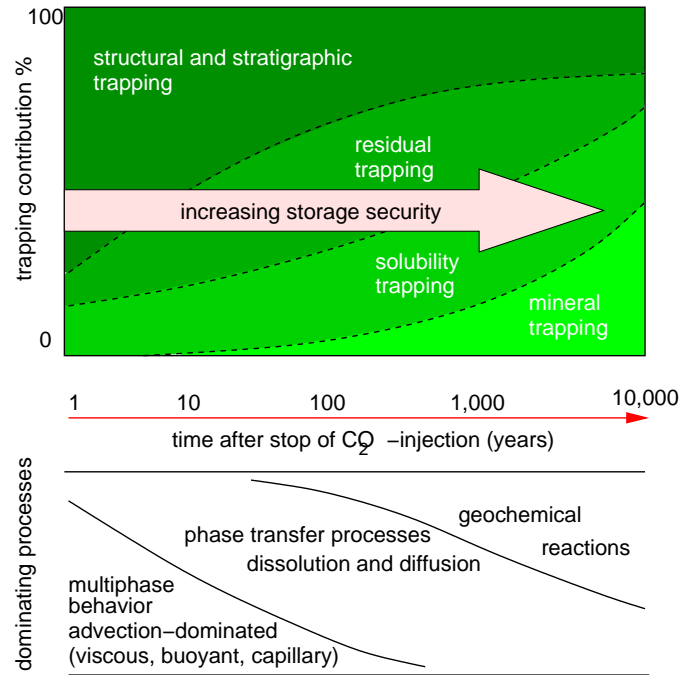 100
structural and stratigraphic
trapping
residual
trapping
increasing storage security
solubility
trapping
mineral
trapping
0
trapping contribution %
1 10 100 1,000 10,000
time after stop of CO2 −injection (years)
dominating processes
geochemical
reactions
phase transfer processes
dissolution and diffusion
multiphase
behavior
advection−dominated
(viscous, buoyant, capillary)